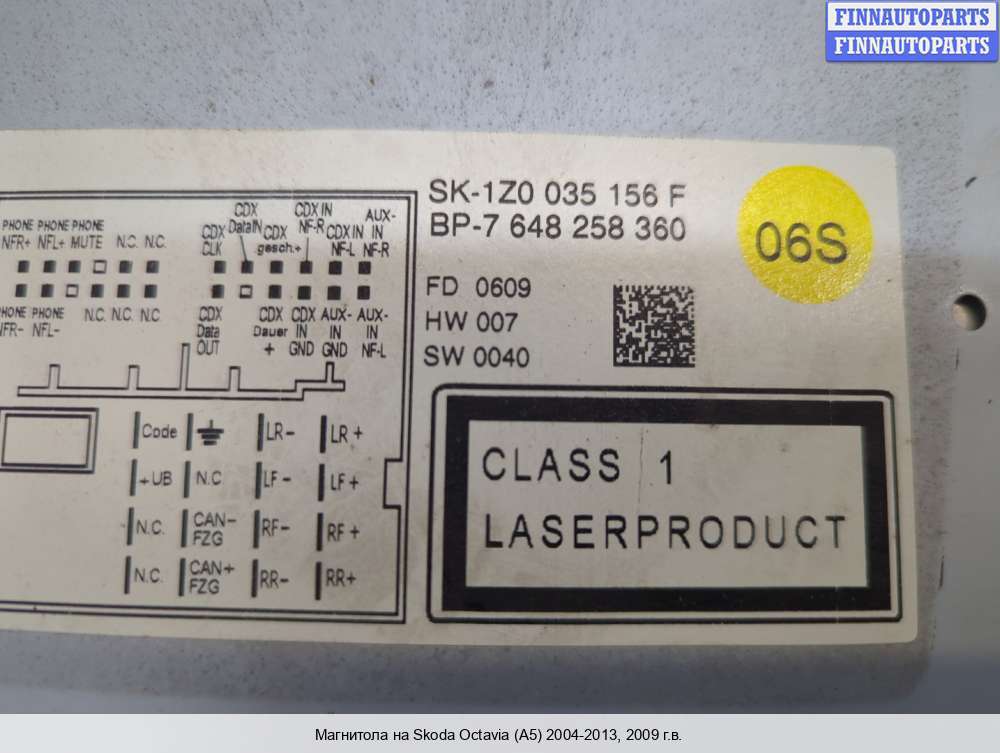 FINNAUTOPARTS
FINNAUTOPARTS
SK-1Z0 035 156 F
BP-7 648 258 360
06S
FD 0609
HW 007
SW 0040
PHONE PHONE PHONE
NFR+ NFL+ MUTE N.C. N.C.
CDX CLK
CDX DataIN
CDX gesch.+
CDX IN NF-R
CDX IN NF-L
AUX-IN NF-R
PHONE PHONE
NFR- NFL- N.C. N.C. N.C.
CDX Data OUT
CDX Dauer +
CDX IN GND
AUX-IN GND
AUX-IN NF-L
Code LR- LR+
+UB N.C LF- LF+
N.C. CAN- FZG RF- RF+
N.C. CAN+ FZG RR- RR+
CLASS 1
LASERPRODUCT
Магнитола на Skoda Octavia (A5) 2004-2013, 2009 г.в.